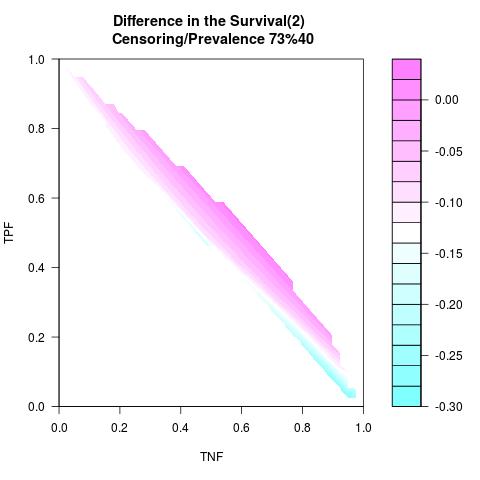 Difference in the Survival(2)
Censoring/Prevalence 73%40
1.0
0.8
0.6
0.4
0.2
0.0
TPF
0.0 0.2 0.4 0.6 0.8 1.0
TNF
0.00
-0.05
-0.10
-0.15
-0.20
-0.25
-0.30